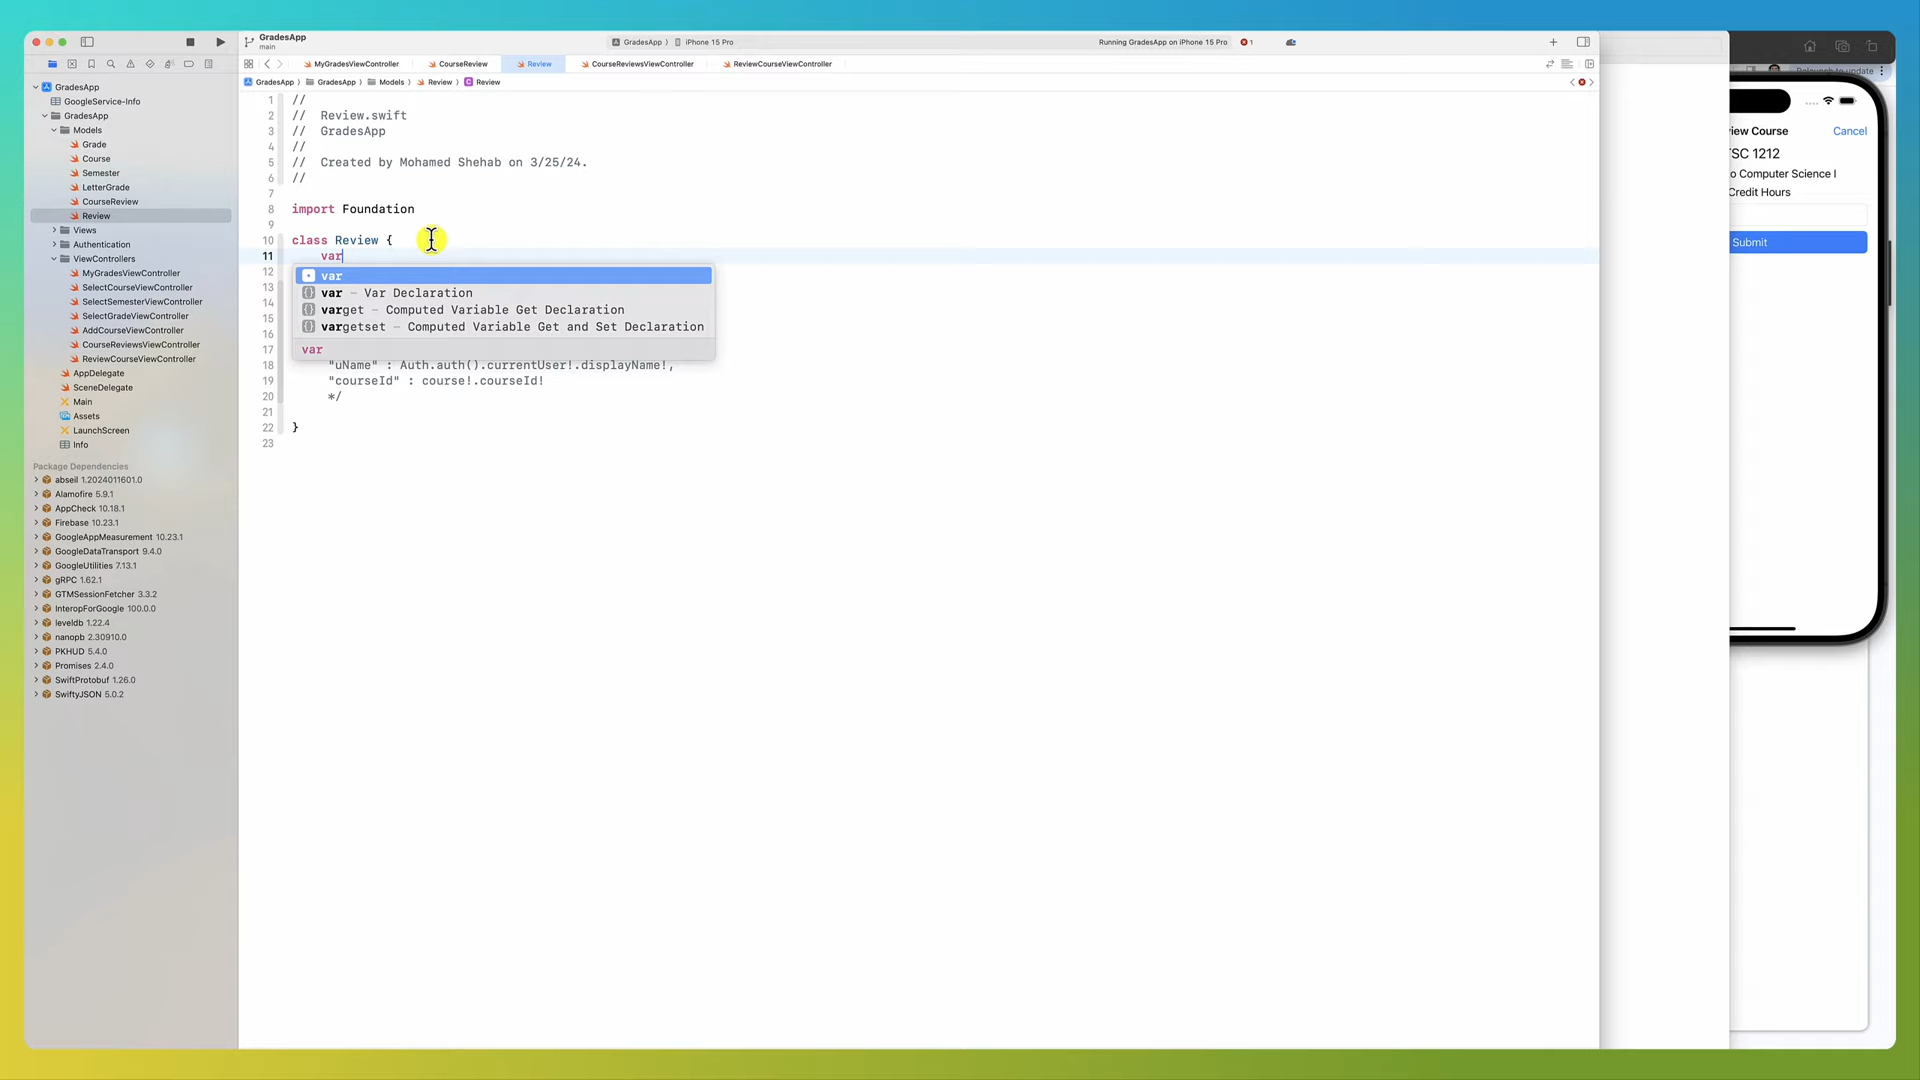 GradesApp
main
GradesApp
iPhone 15 Pro
Running GradesApp on iPhone 15 Pro
1
MyGradesViewController
CourseReview
Review
CourseReviewsViewController
ReviewCourseViewController
GradesApp
GradesApp
Models
Review
Review
GradesApp
GoogleService-Info
GradesApp
Models
Grade
Course
Semester
LetterGrade
CourseReview
Review
Views
Authentication
ViewControllers
MyGradesViewController
SelectCourseViewController
SelectSemesterViewController
SelectGradeViewController
AddCourseViewController
CourseReviewsViewController
ReviewCourseViewController
AppDelegate
SceneDelegate
Main
Assets
LaunchScreen
Info
Package Dependencies
abseil 1.2024011601.0
Alamofire 5.9.1
AppCheck 10.18.1
Firebase 10.23.1
GoogleAppMeasurement 10.23.1
GoogleDataTransport 9.4.0
GoogleUtilities 7.13.1
gRPC 1.62.1
GTMSessionFetcher 3.3.2
InteropForGoogle 100.0.0
leveldb 1.22.4
nanopb 2.30910.0
PKHUD 5.4.0
Promises 2.4.0
SwiftProtobuf 1.26.0
SwiftyJSON 5.0.2
1 //
2 // Review.swift
3 // GradesApp
4 //
5 // Created by Mohamed Shehab on 3/25/24.
6 //
7
8 import Foundation
9
10 class Review {
11 var
12
13
14
15
16
17
var
var – Var Declaration
varget – Computed Variable Get Declaration
vargetset – Computed Variable Get and Set Declaration
var
18 "uName" : Auth.auth().currentUser!.displayName!,
19 "courseId" : course!.courseId!
20 */
21
22 }
23
to update
iew Course
Cancel
SC 1212
o Computer Science I
Credit Hours
Submit